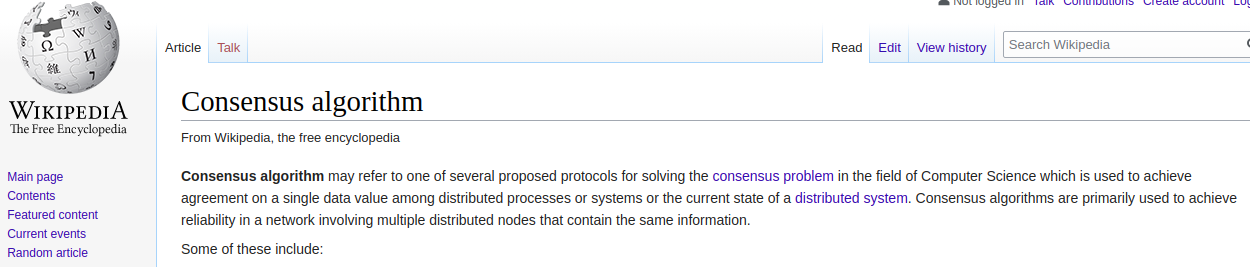 Not logged in Talk Contributions Create account
Article Talk Read Edit View history Search Wikipedia
WIKIPEDIA
The Free Encyclopedia
Consensus algorithm
From Wikipedia, the free encyclopedia
Main page
Contents
Featured content
Current events
Random article
Consensus algorithm may refer to one of several proposed protocols for solving the consensus problem in the field of Computer Science which is used to achieve
agreement on a single data value among distributed processes or systems or the current state of a distributed system. Consensus algorithms are primarily used to achieve
reliability in a network involving multiple distributed nodes that contain the same information.
Some of these include: